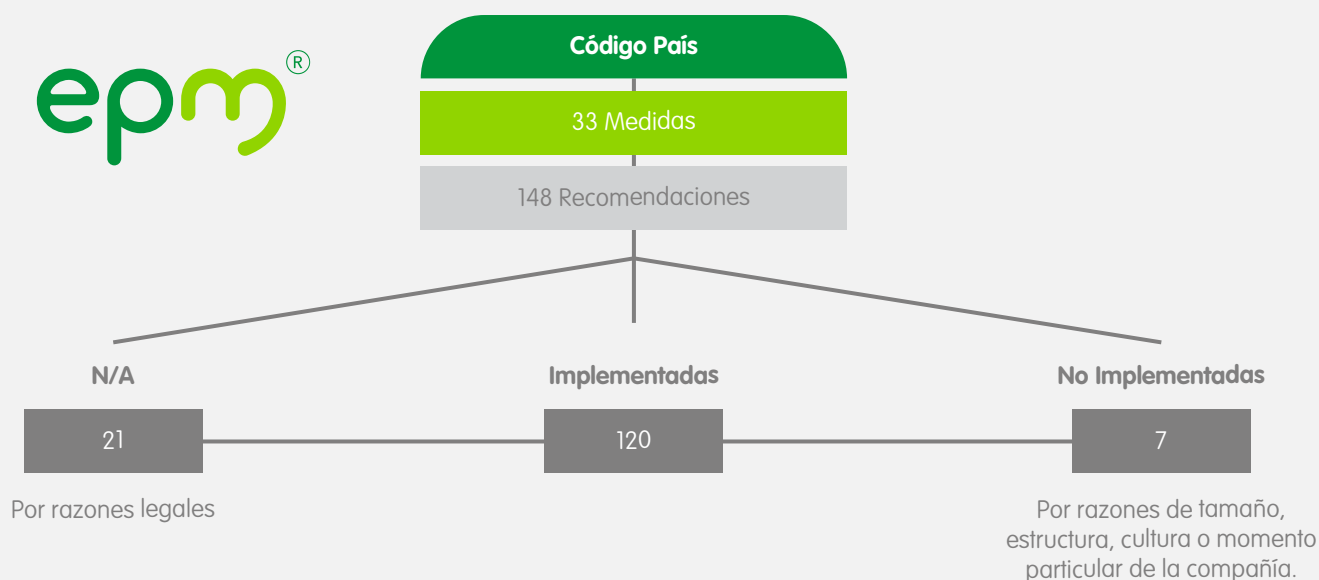 epm®
Código País
33 Medidas
148 Recomendaciones
N/A
Implementadas
No Implementadas
21
120
7
Por razones legales
Por razones de tamaño,
estructura, cultura o momento
particular de la compañía.